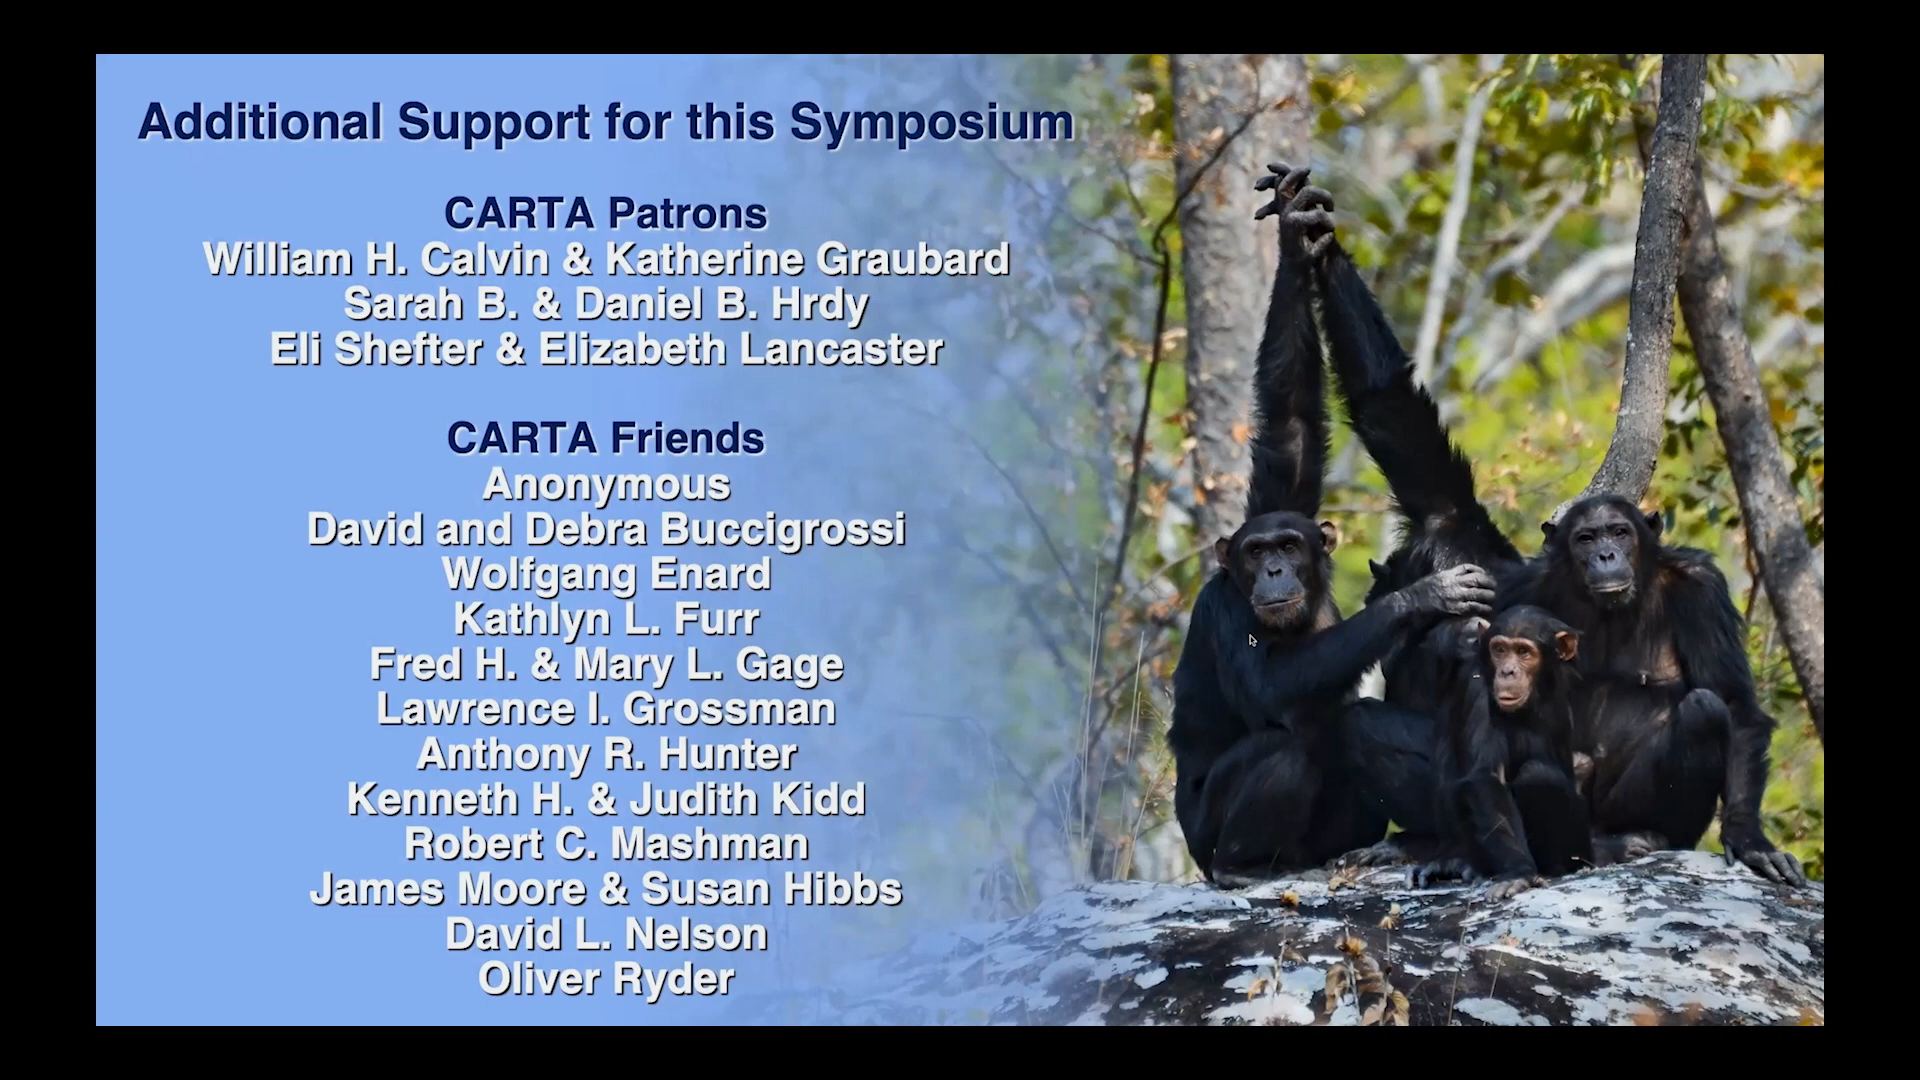 Additional Support for this Symposium
CARTA Patrons
William H. Calvin & Katherine Graubard
Sarah B. & Daniel B. Hrdy
Eli Shefter & Elizabeth Lancaster
CARTA Friends
Anonymous
David and Debra Buccigrossi
Wolfgang Enard
Kathlyn L. Furr
Fred H. & Mary L. Gage
Lawrence I. Grossman
Anthony R. Hunter
Kenneth H. & Judith Kidd
Robert C. Mashman
James Moore & Susan Hibbs
David L. Nelson
Oliver Ryder